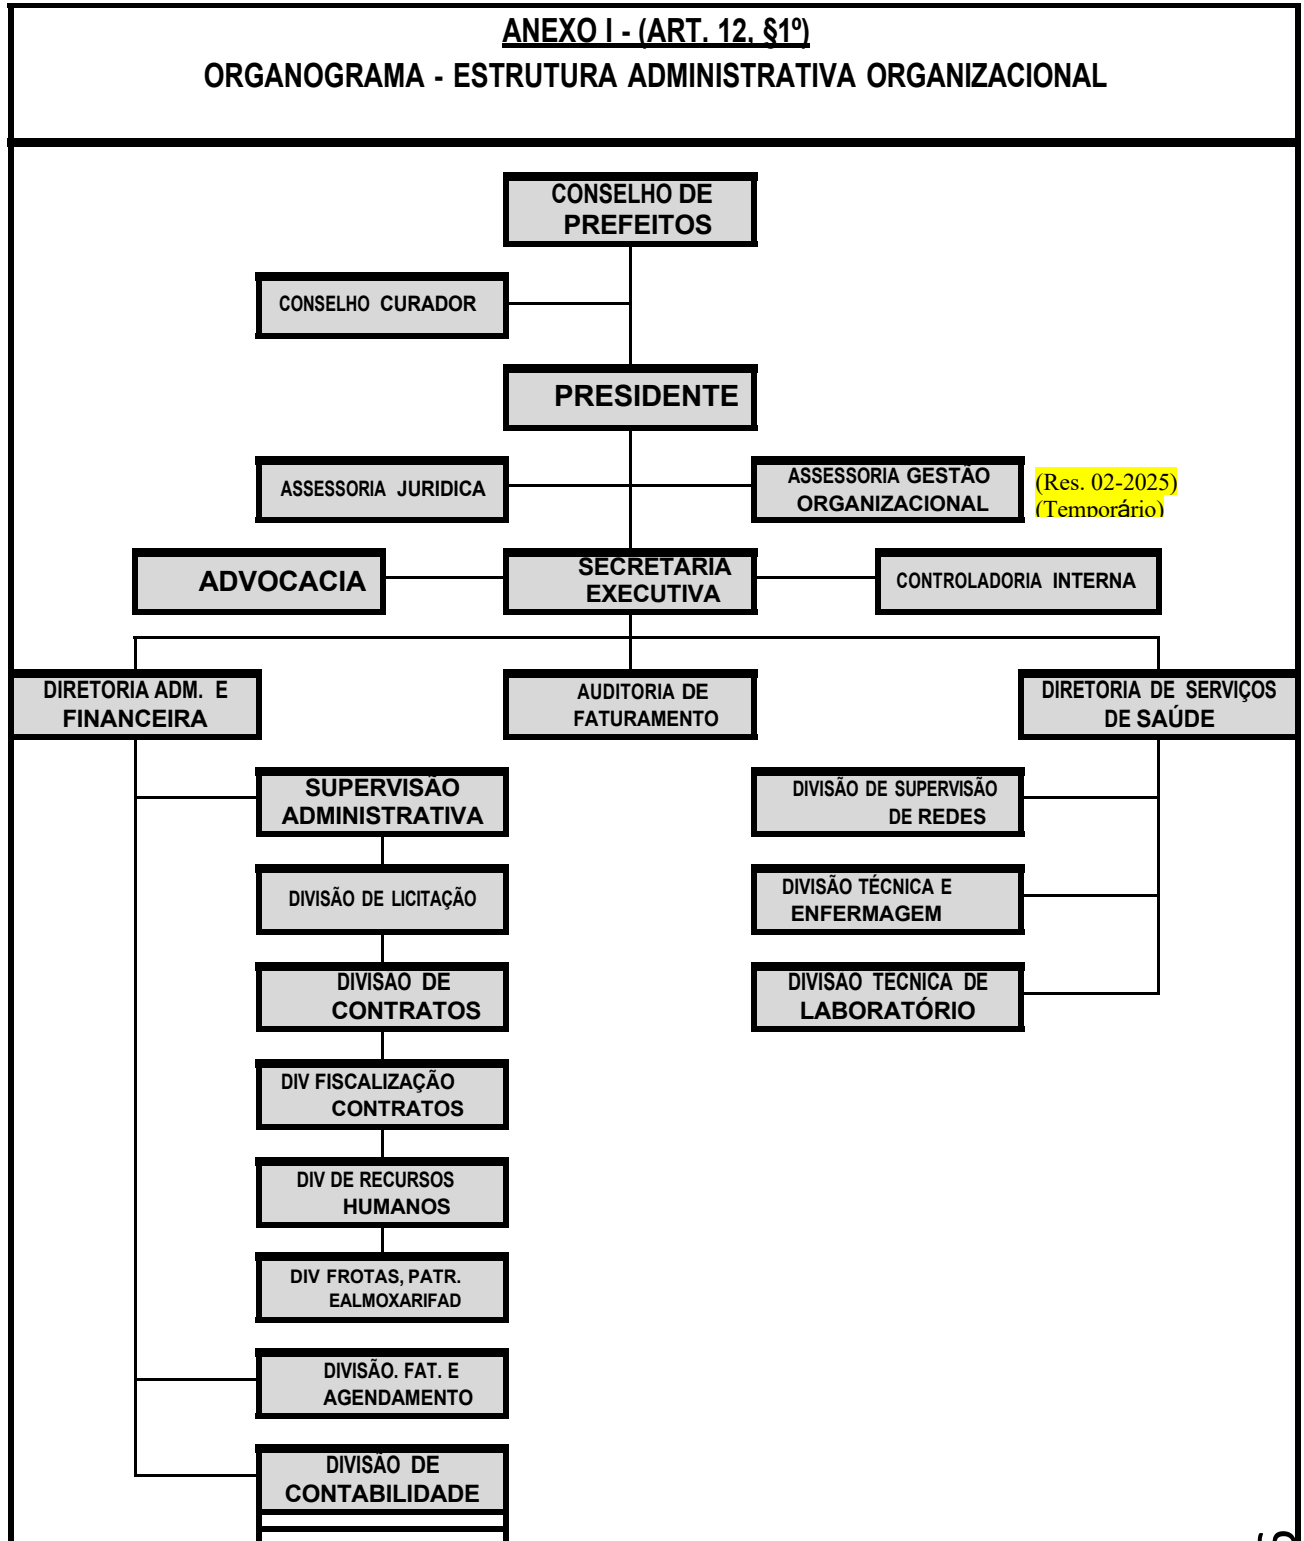 ANEXO I - (ART. 12, §1º)
ORGANOGRAMA - ESTRUTURA ADMINISTRATIVA ORGANIZACIONAL
CONSELHO DE
PREFEITOS
CONSELHO CURADOR
PRESIDENTE
ASSESSORIA JURIDICA
ASSESSORIA GESTÃO
ORGANIZACIONAL
(Res. 02-2025)
(Temporário)
ADVOCACIA
SECRETARIA
EXECUTIVA
CONTROLADORIA INTERNA
DIRETORIA ADM. E
FINANCEIRA
AUDITORIA DE
FATURAMENTO
DIRETORIA DE SERVIÇOS
DE SAÚDE
SUPERVISÃO
ADMINISTRATIVA
DIVISÃO DE SUPERVISÃO
DE REDES
DIVISÃO DE LICITAÇÃO
DIVISÃO TÉCNICA E
ENFERMAGEM
DIVISAO DE
CONTRATOS
DIVISAO TECNICA DE
LABORATÓRIO
DIV FISCALIZAÇÃO
CONTRATOS
DIV DE RECURSOS
HUMANOS
DIV FROTAS, PATR.
EALMOXARIFAD
DIVISÃO. FAT. E
AGENDAMENTO
DIVISÃO DE
CONTABILIDADE